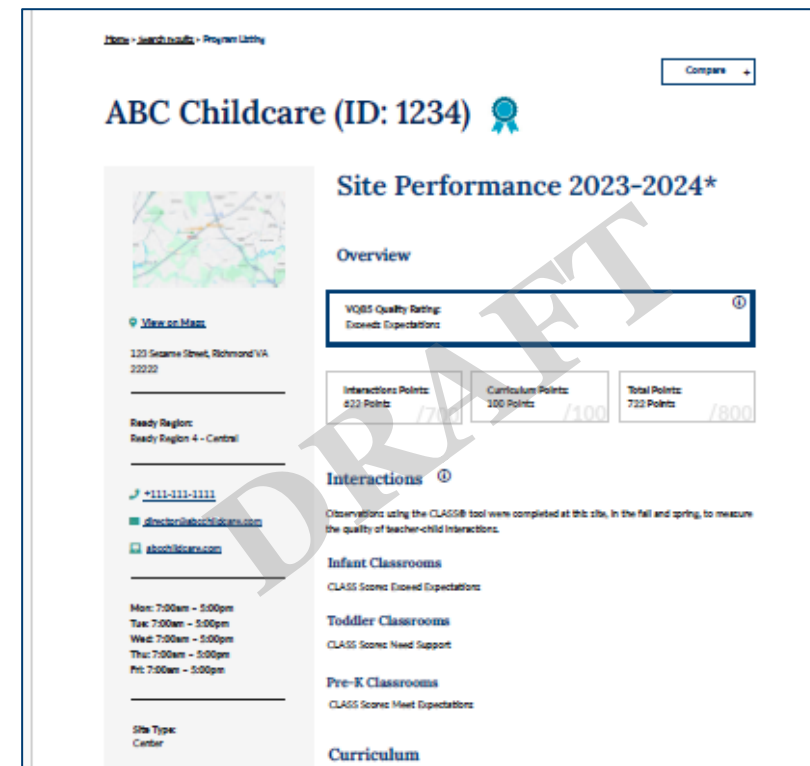 Home > Search results > Program Listing
Compare +
ABC Childcare (ID: 1234)
View on Maps
123 Sesame Street, Richmond VA
22222
Ready Region:
Ready Region 4 - Central
+111-111-1111
director@abcchildcare.com
abcchildcare.com
Mon: 7:00am - 5:00pm
Tue: 7:00am - 5:00pm
Wed: 7:00am - 5:00pm
Thu: 7:00am - 5:00pm
Fri: 7:00am - 5:00pm
Site Type:
Center
Site Performance 2023-2024*
Overview
VQB5 Quality Rating:
Exceeds Expectations
Interactions Points:
622 Points /700
Curriculum Points:
100 Points /100
Total Points:
722 Points /800
Interactions
Observations using the CLASS® tool were completed at this site, in the fall and spring, to measure
the quality of teacher-child interactions.
Infant Classrooms
CLASS Scores Exceed Expectations
Toddler Classrooms
CLASS Scores Need Support
Pre-K Classrooms
CLASS Scores Meet Expectations
Curriculum
DRAFT